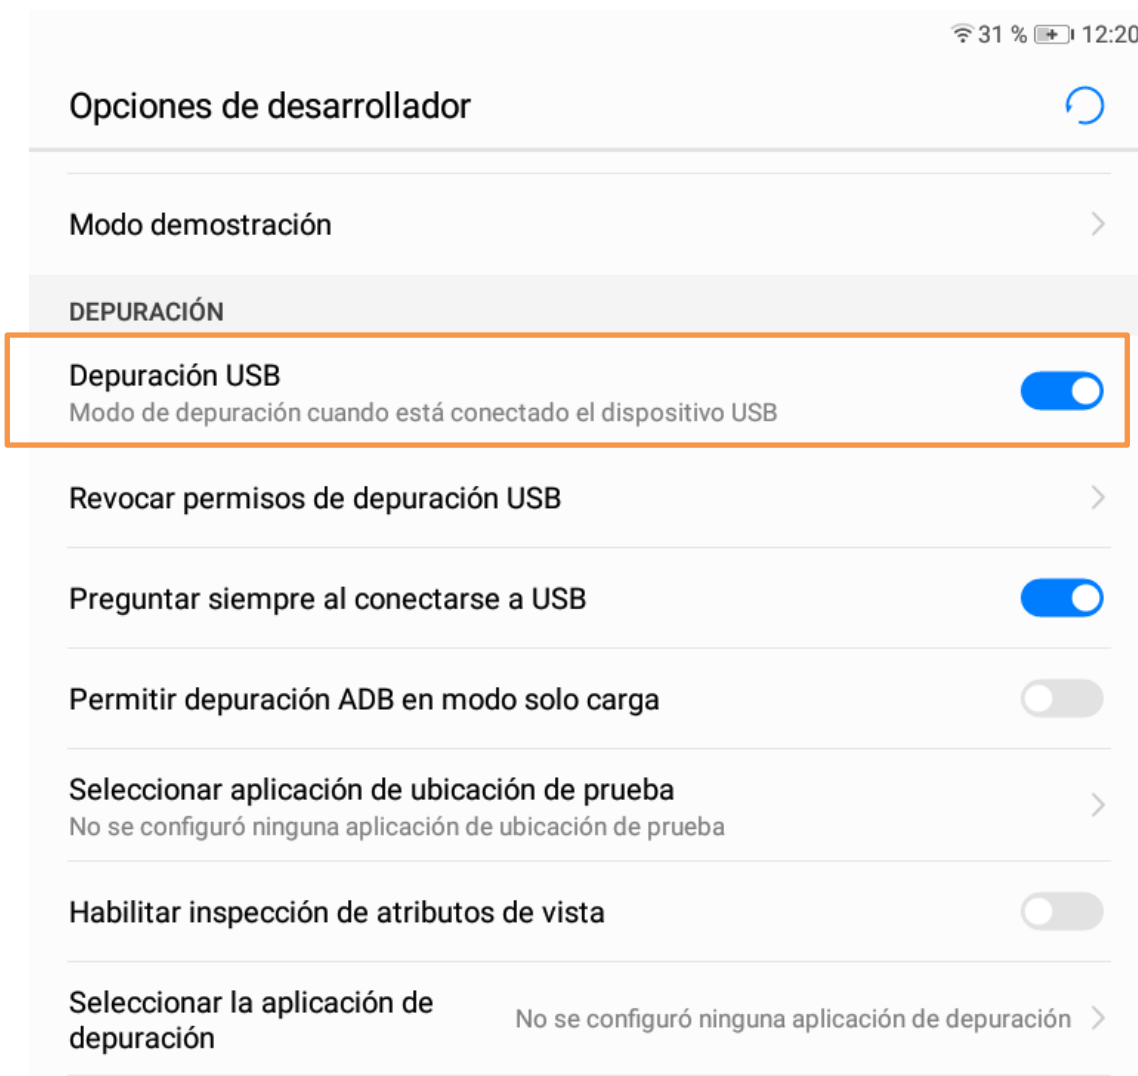 31 % 12:20
Opciones de desarrollador
Modo demostración
DEPURACIÓN
Depuración USB
Modo de depuración cuando está conectado el dispositivo USB
Revocar permisos de depuración USB
Preguntar siempre al conectarse a USB
Permitir depuración ADB en modo solo carga
Seleccionar aplicación de ubicación de prueba
No se configuró ninguna aplicación de ubicación de prueba
Habilitar inspección de atributos de vista
Seleccionar la aplicación de
depuración
No se configuró ninguna aplicación de depuración